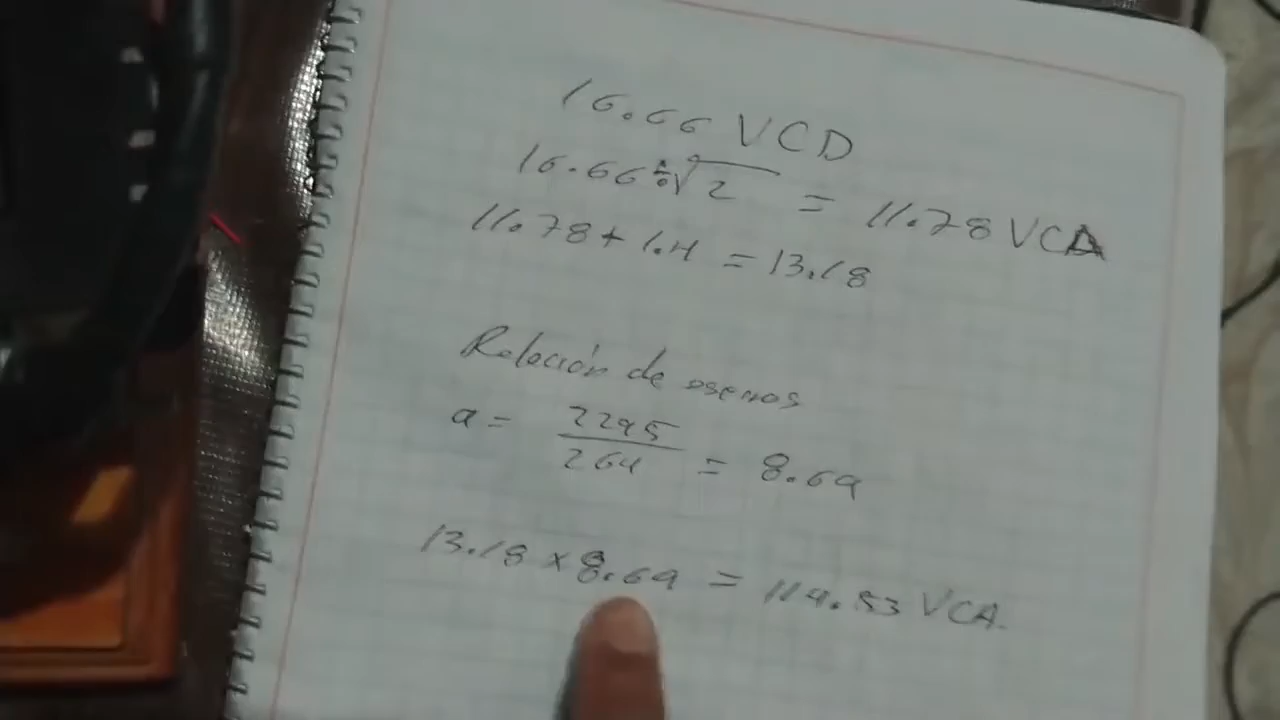 16.66 VCD
16.66 ÷ √2 = 11.78 VCA
11.78 + 1.4 = 13.18
Relación de
a = 2295
264 = 8.69
13.18 x 8.69 = 114.53 VCA.